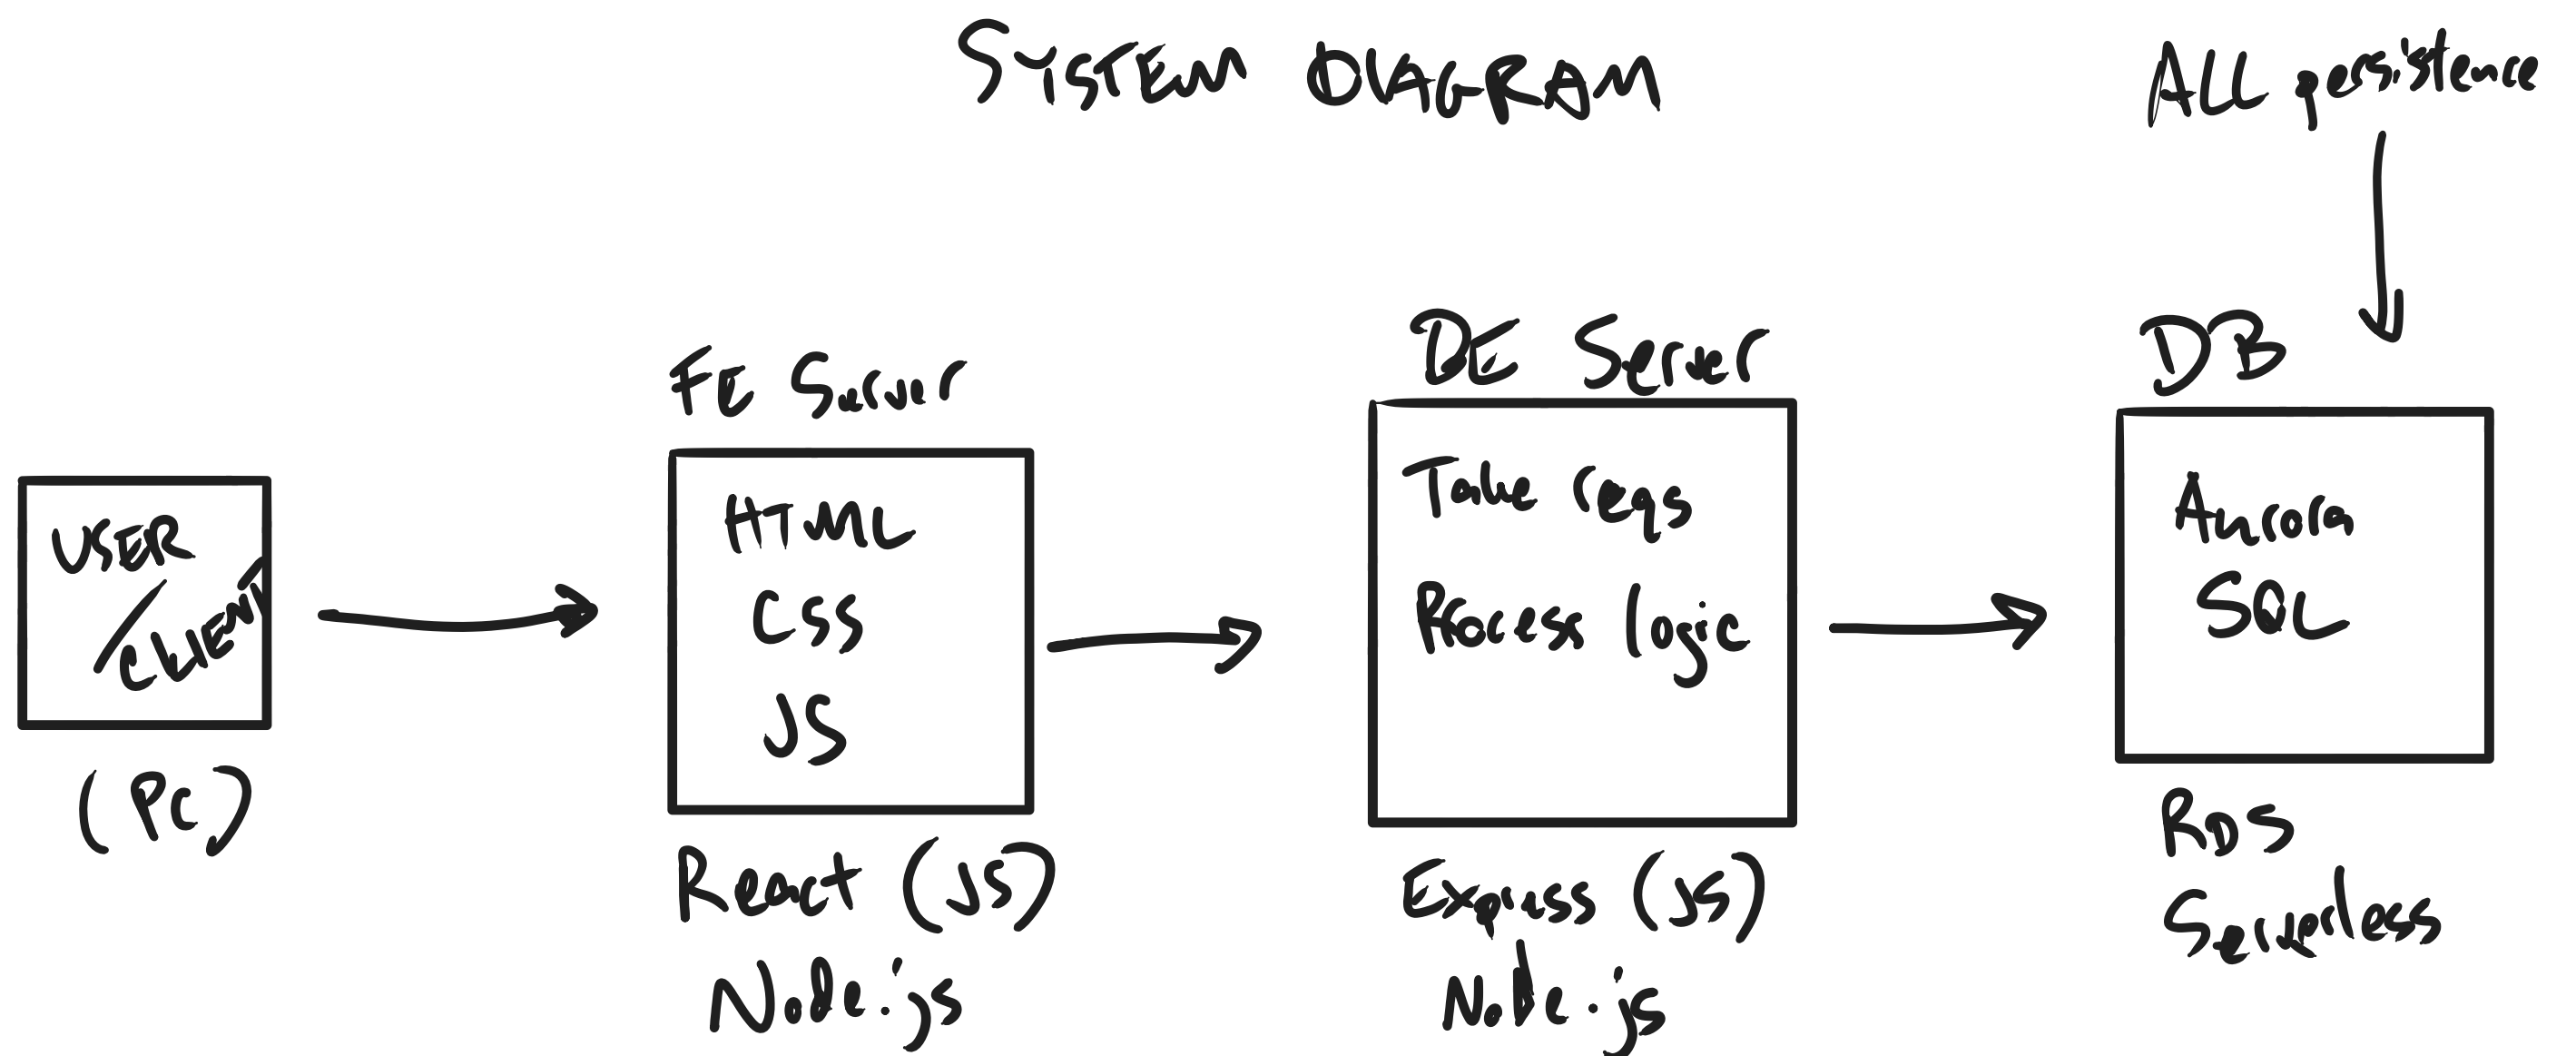 SYSTEM DIAGRAM
ALL persistence
USER
/CLIENT
(PC)
FE Server
HTML
CSS
JS
React (JS)
Node.js
BE Server
Take reqs
Process logic
Express (JS)
Node.js
DB
Aurora
SQL
RDS
Serverless